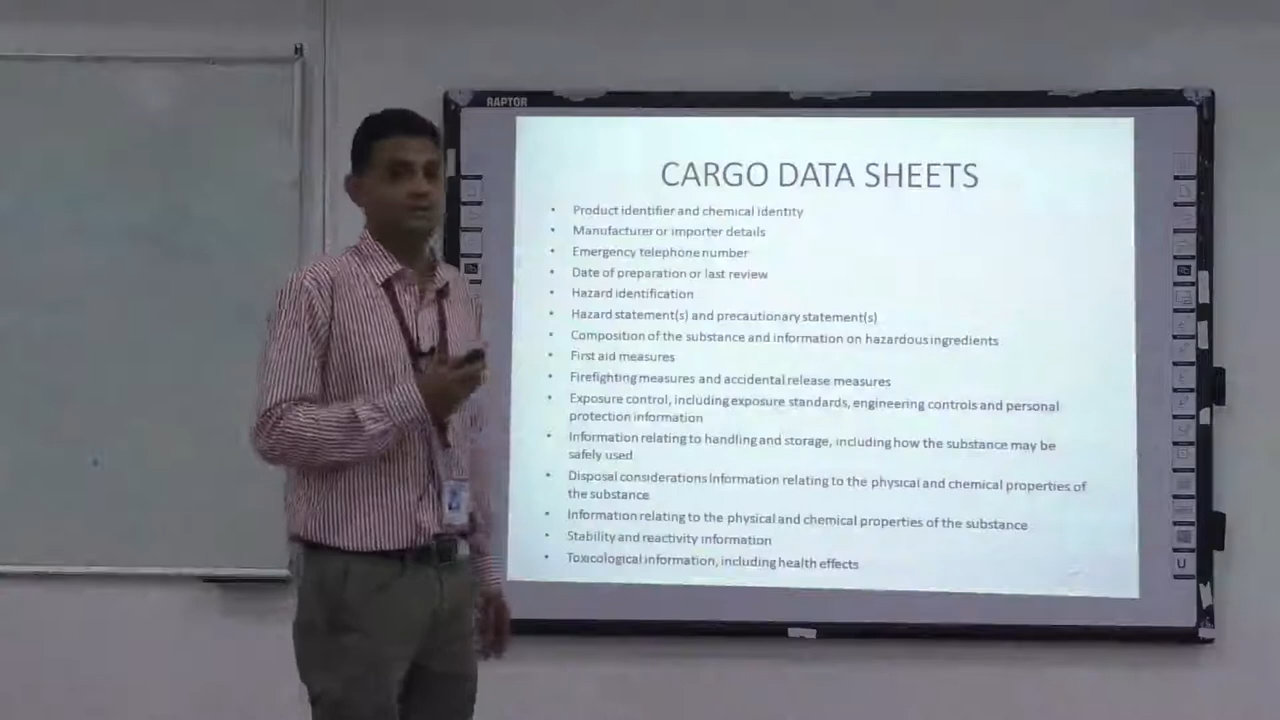 RAPTOR
CARGO DATA SHEETS
• Product identifier and chemical identity
• Manufacturer or importer details
• Emergency telephone number
• Date of preparation or last review
• Hazard identification
• Hazard statement(s) and precautionary statement(s)
• Composition of the substance and information on hazardous ingredients
• First aid measures
• Firefighting measures and accidental release measures
• Exposure control, including exposure standards, engineering controls and personal
protection information
• Information relating to handling and storage, including how the substance may be
safely used
• Disposal considerations Information relating to the physical and chemical properties of
the substance
• Information relating to the physical and chemical properties of the substance
• Stability and reactivity information
• Toxicological information, including health effects
U